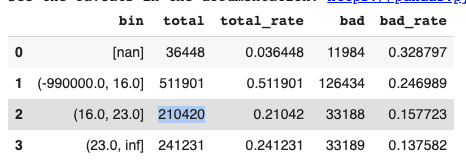 bin total total_rate bad bad_rate
0 [nan] 36448 0.036448 11984 0.328797
1 (-990000.0, 16.0] 511901 0.511901 126434 0.246989
2 (16.0, 23.0] 210420 0.21042 33188 0.157723
3 (23.0, inf] 241231 0.241231 33189 0.137582